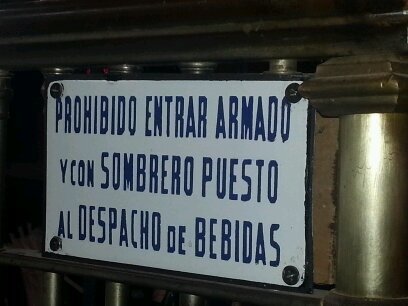 PROHIBIDO ENTRAR ARMADO
Y CON SOMBRERO PUESTO
AL DESPACHO DE BEBIDAS